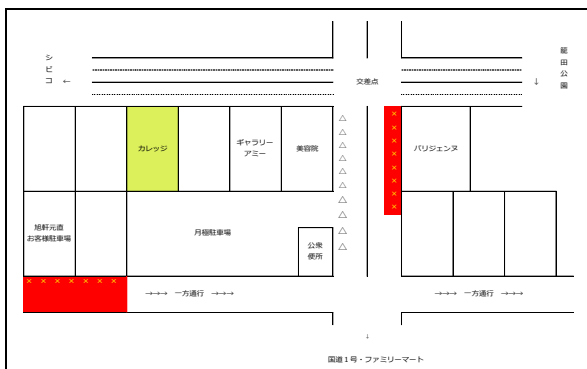 シビコ
←
交差点
籠田公園
↓
カレッジ
ギャラリー
アミー
美容院
パリジェンヌ
△
△
△
△
△
△
△
△
△
△
×
×
×
×
×
×
×
×
旭軒元直
お客様駐車場
月極駐車場
公衆
便所
× × × × × × ×
→→→ 一方通行 →→→
→→→ 一方通行 →→→
↓
国道1号・ファミリーマート